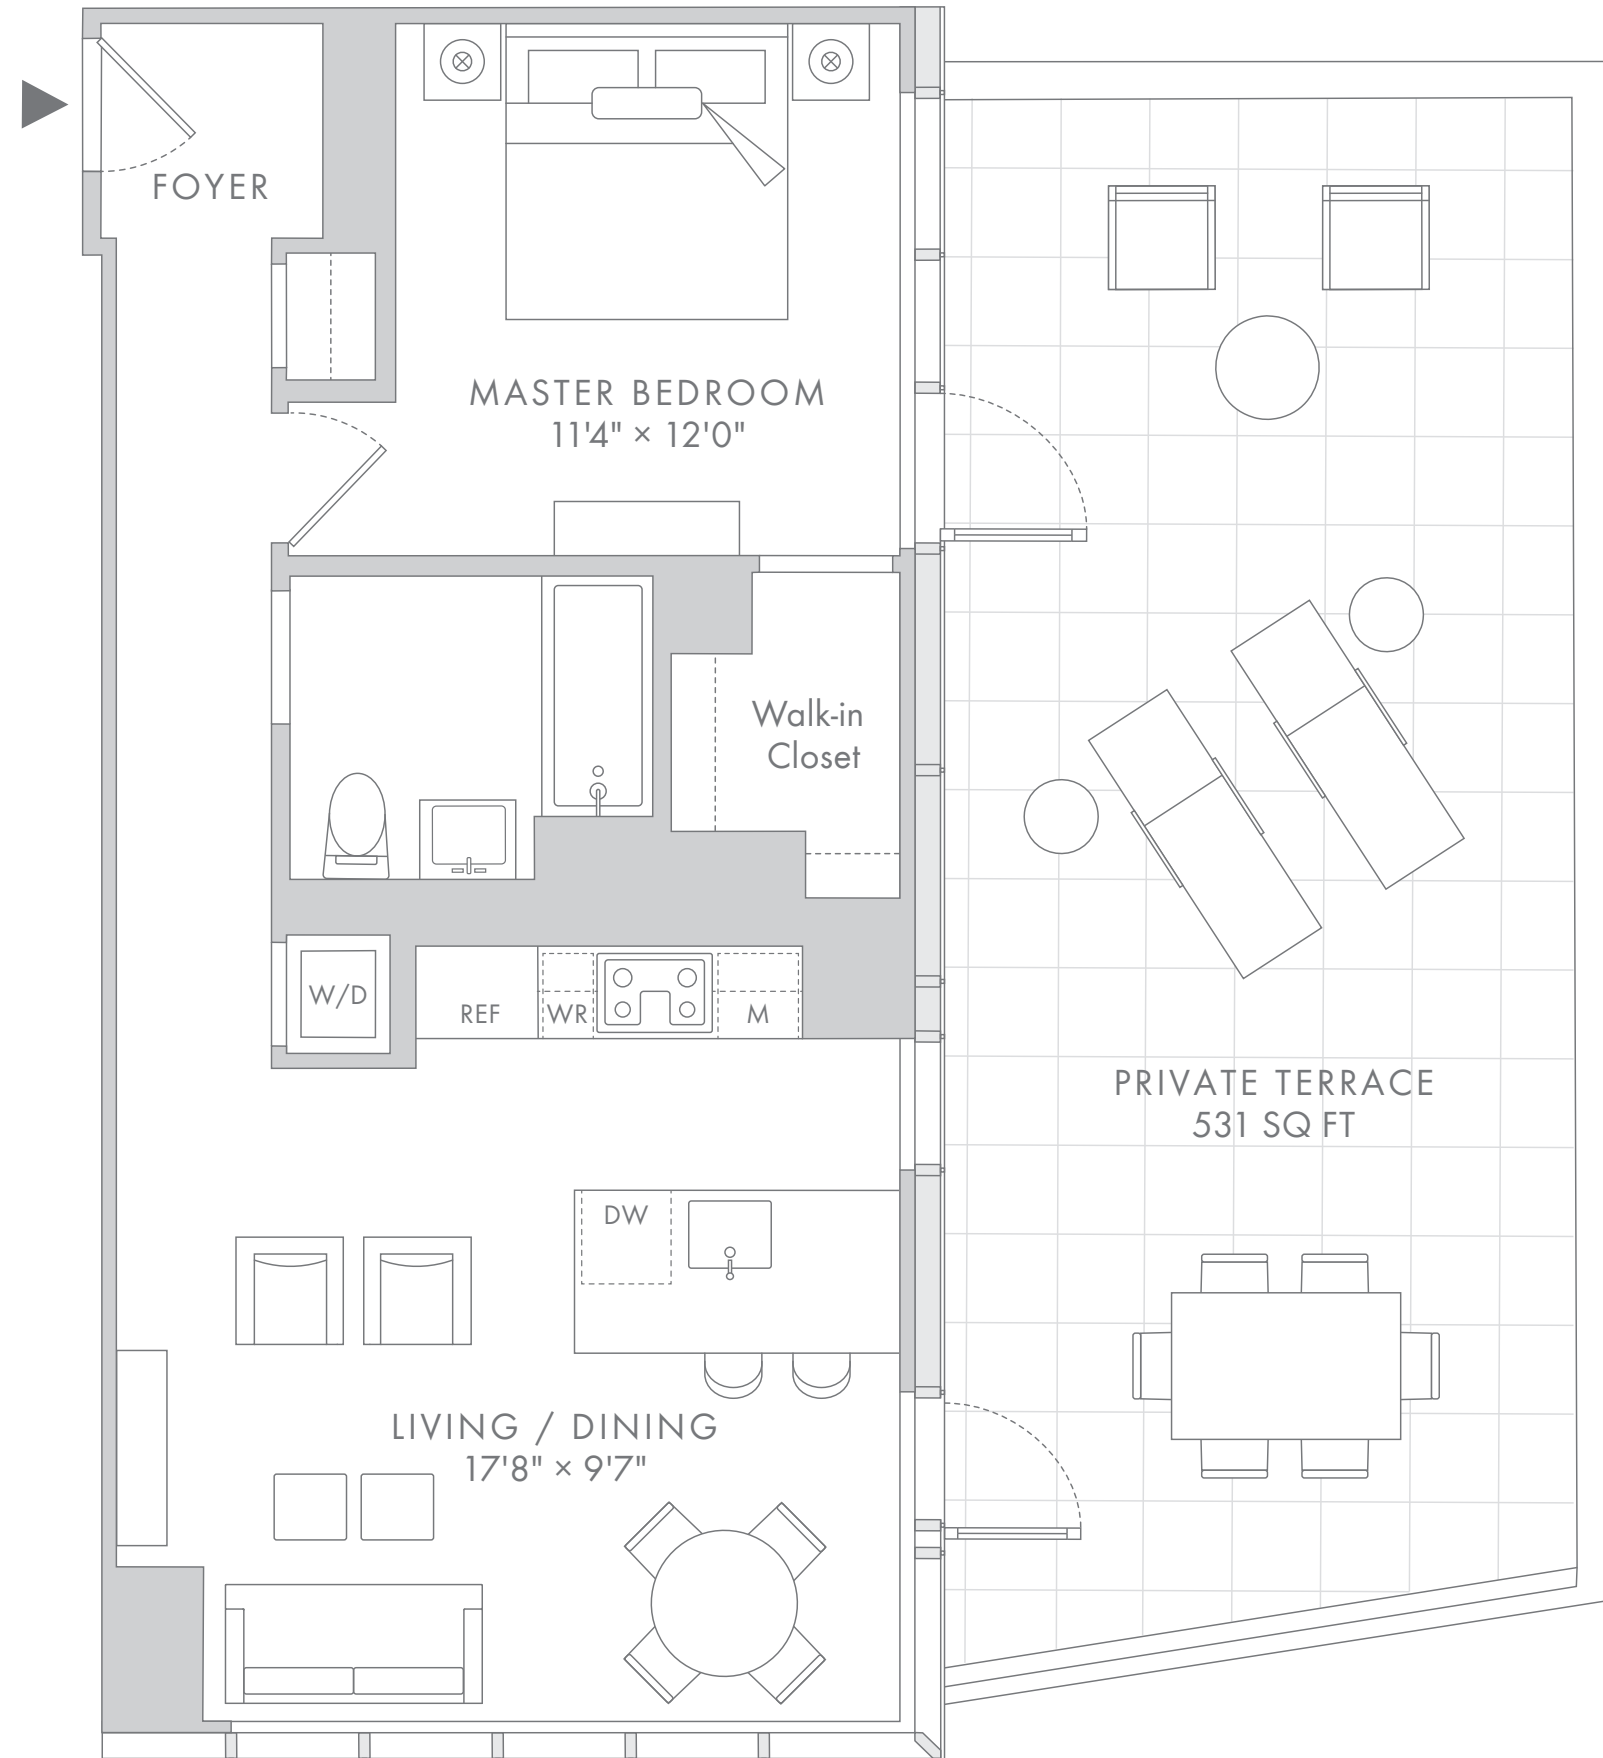 FOYER
MASTER BEDROOM
11'4" × 12'0"
Walk-in
Closet
W/D
REF
WR
M
PRIVATE TERRACE
531 SQ FT
DW
LIVING / DINING
17'8" × 9'7"